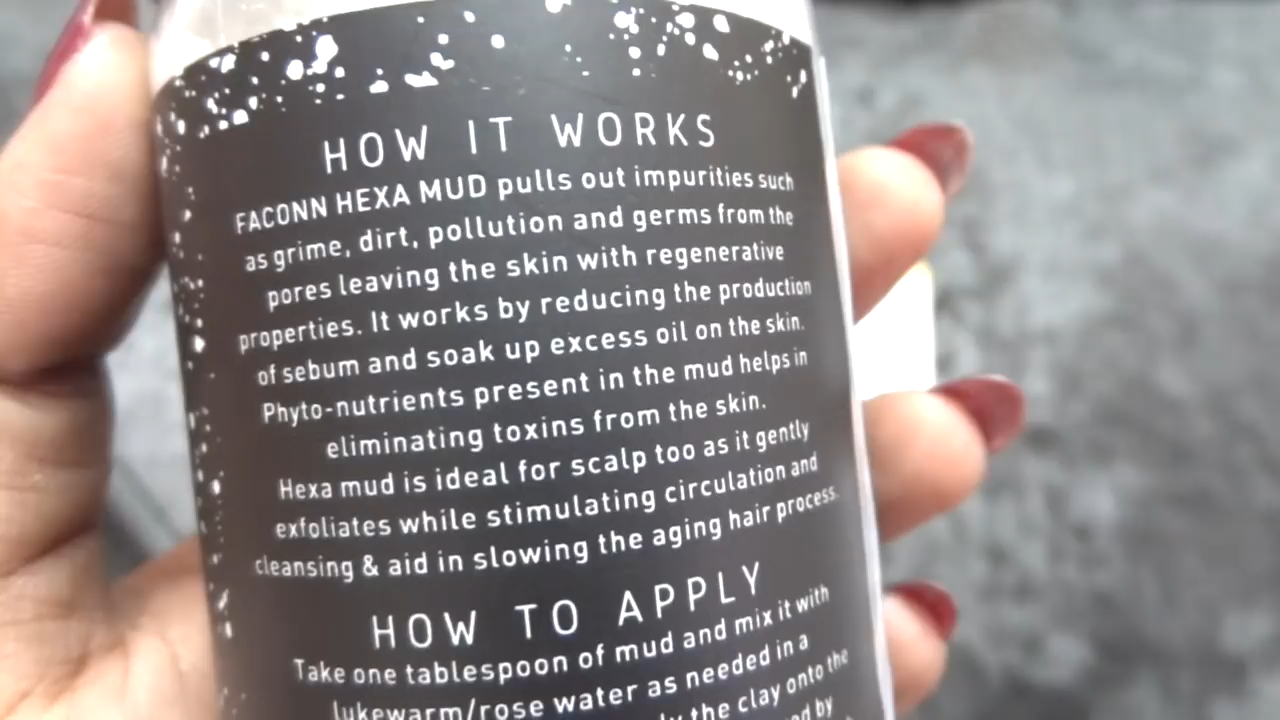 HOW IT WORKS
FACONN HEXA MUD pulls out impurities such
as grime, dirt, pollution and germs from the
pores leaving the skin with regenerative
properties. It works by reducing the production
of sebum and soak up excess oil on the skin.
Phyto-nutrients present in the mud helps in
eliminating toxins from the skin.
Hexa mud is ideal for scalp too as it gently
exfoliates while stimulating circulation and
cleansing & aid in slowing the aging hair process.
HOW TO APPLY
Take one tablespoon of mud and mix it with
lukewarm/rose water as needed in a
the clay onto the
by